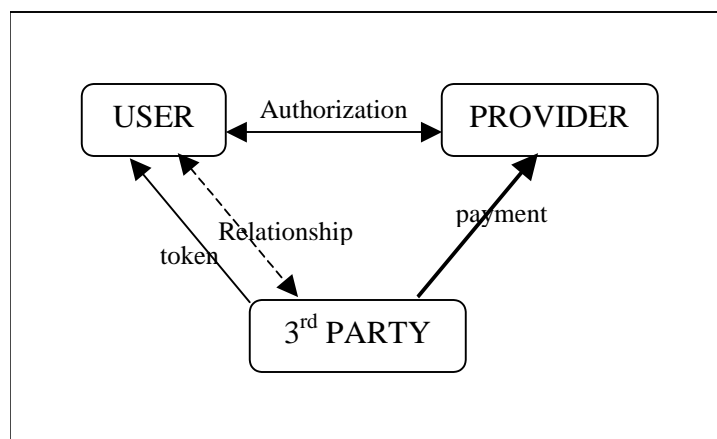 USER
Authorization
PROVIDER
Relationship
payment
token
3rd PARTY